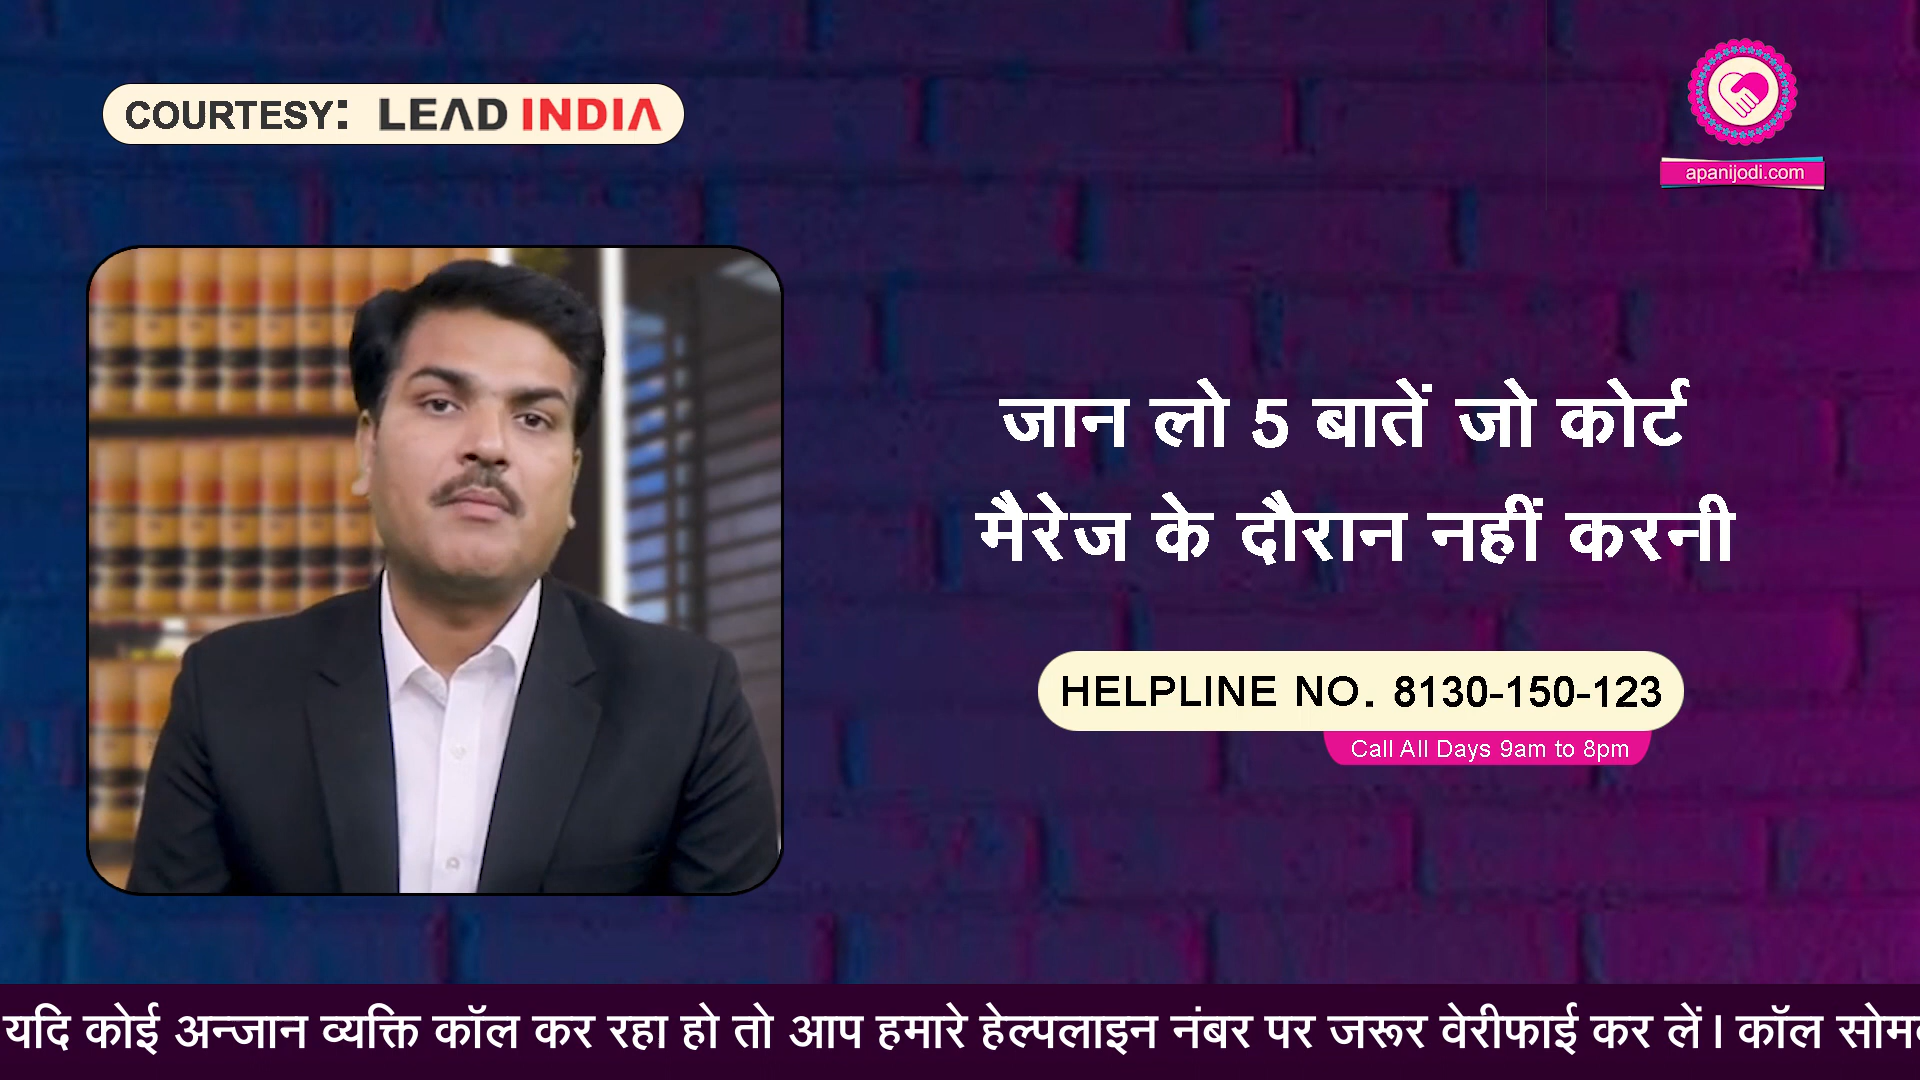 COURTESY: LEAD INDIA
apanijodi.com
जान लो 5 बातें जो कोर्ट
मैरेज के दौरान नहीं करनी
HELPLINE NO. 8130-150-123
Call All Days 9am to 8pm
यदि कोई अन्जान व्यक्ति कॉल कर रहा हो तो आप हमारे हेल्पलाइन नंबर पर जरूर वेरीफाई कर लें। कॉल